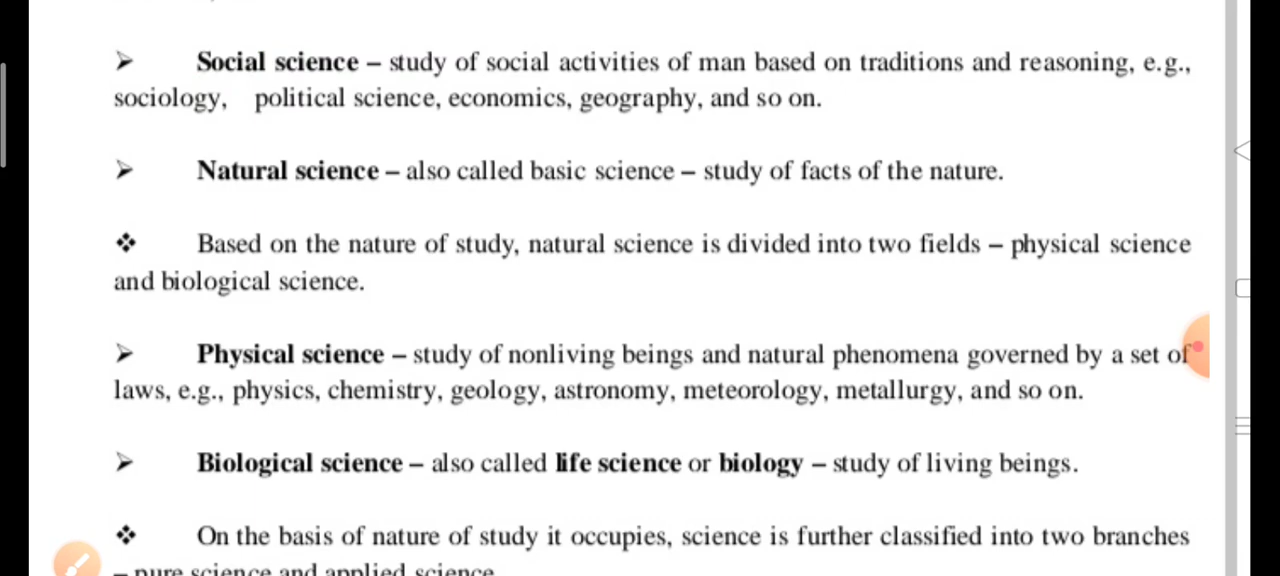 ➢ Social science – study of social activities of man based on traditions and reasoning, e.g.,
sociology, political science, economics, geography, and so on.
➢ Natural science – also called basic science – study of facts of the nature.
❖ Based on the nature of study, natural science is divided into two fields – physical science
and biological science.
➢ Physical science – study of nonliving beings and natural phenomena governed by a set of
laws, e.g., physics, chemistry, geology, astronomy, meteorology, metallurgy, and so on.
➢ Biological science – also called life science or biology – study of living beings.
❖ On the basis of nature of study it occupies, science is further classified into two branches
– pure science and applied science